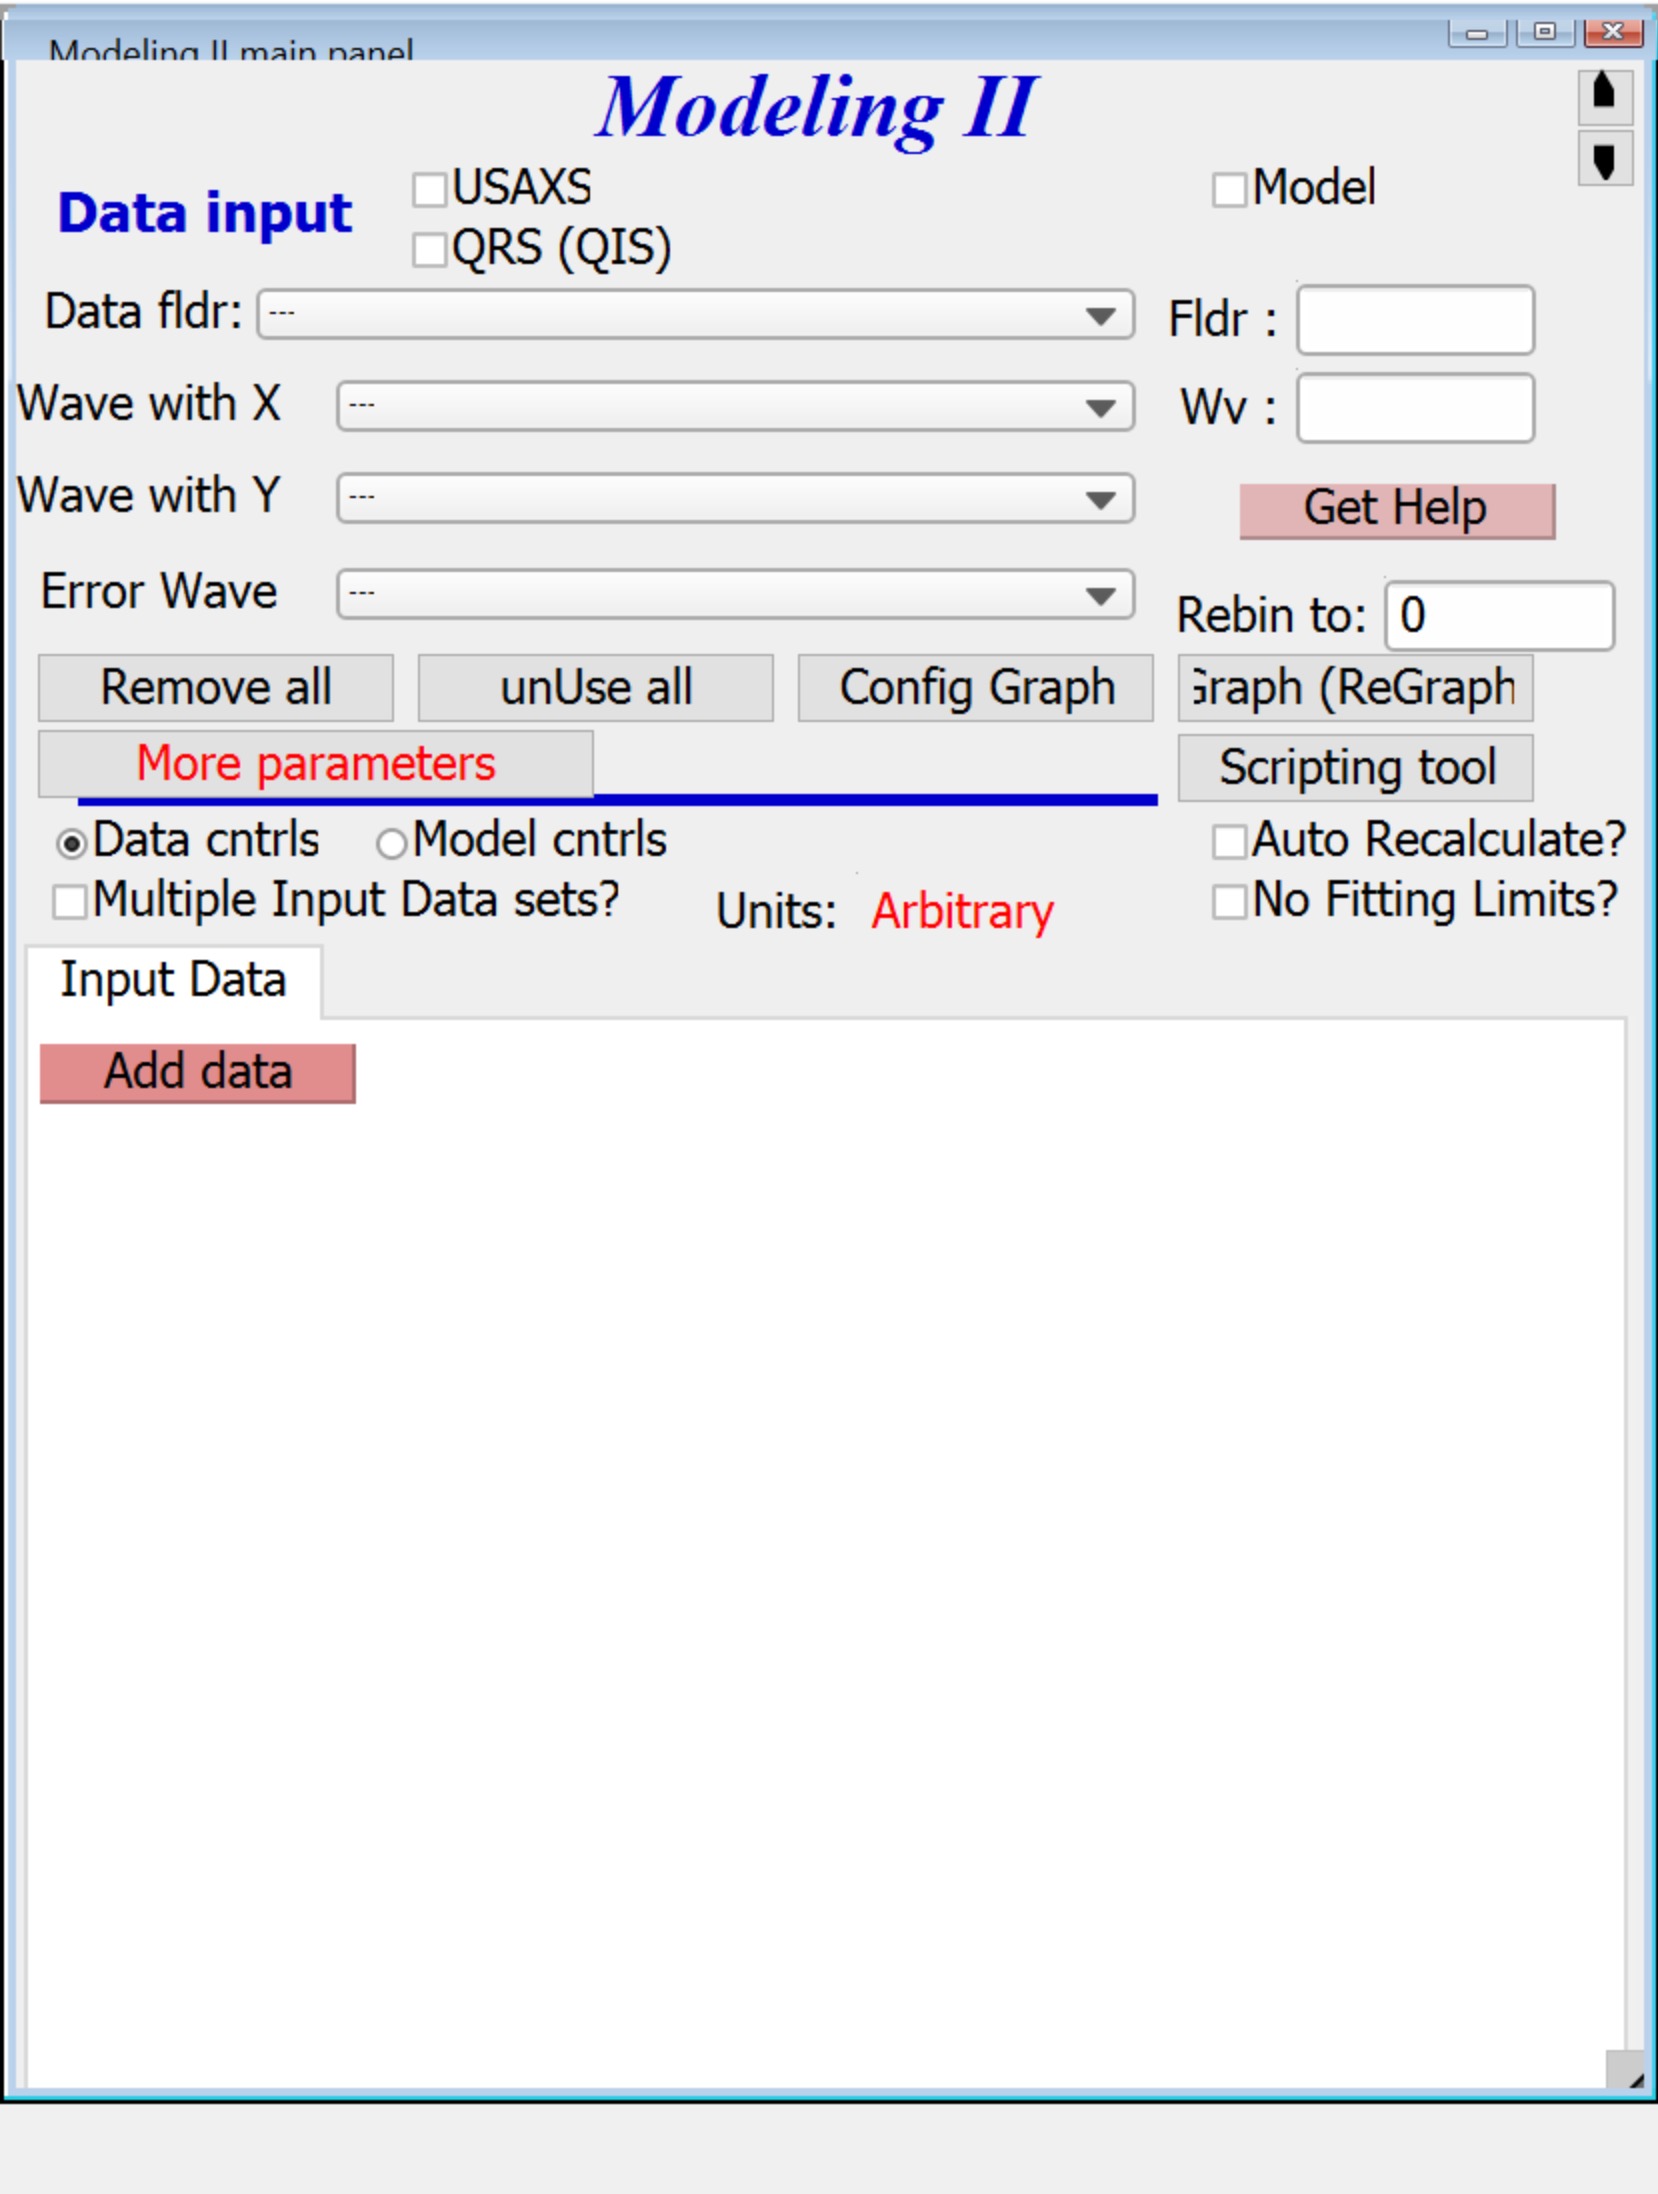 Modeling II main panel
Modeling II
Data input
USAXS
Model
QRS (QIS)
Data fldr: ---
Fldr :
Wave with X ---
Wv :
Wave with Y ---
Get Help
Error Wave ---
Rebin to: 0
Remove all unUse all Config Graph Graph (ReGraph
More parameters Scripting tool
Data cntrls Model cntrls Auto Recalculate?
Multiple Input Data sets? Units: Arbitrary No Fitting Limits?
Input Data
Add data